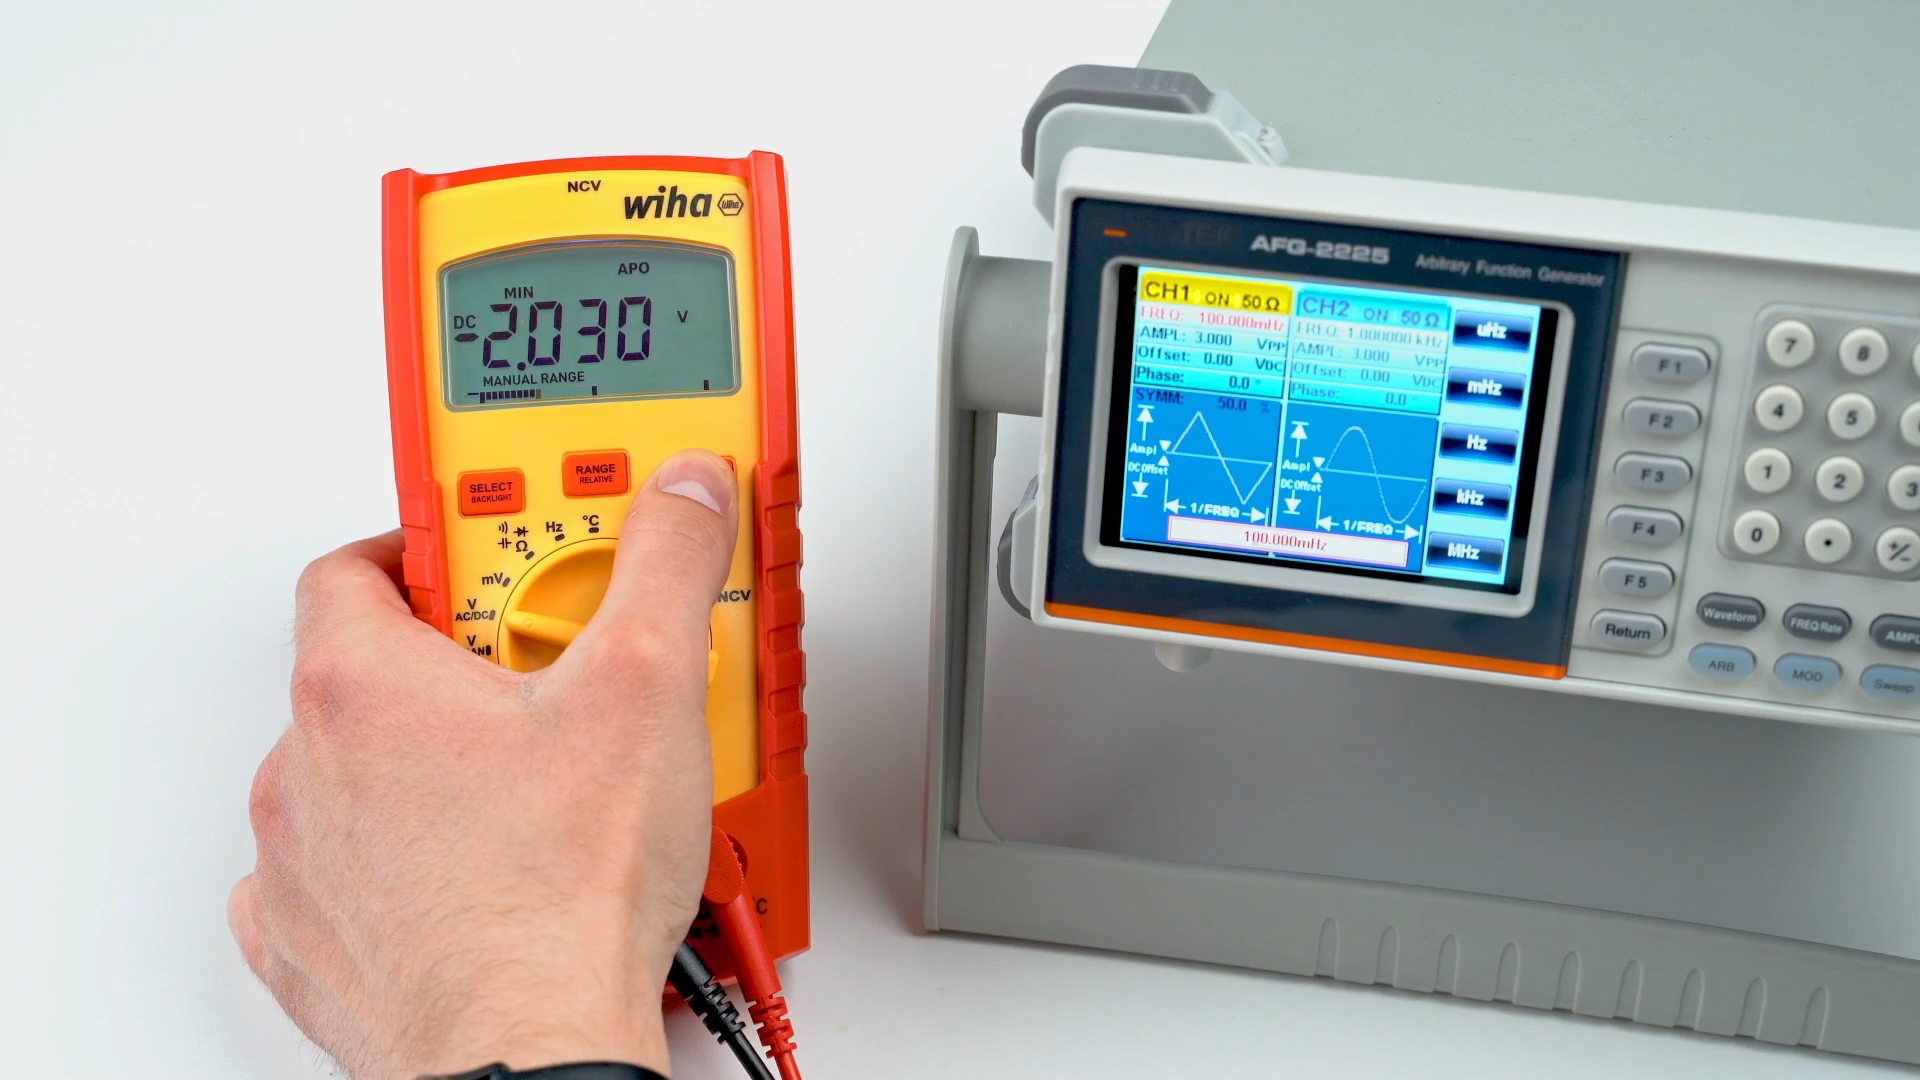 NCV
wiha
APO
MIN
DC -2.030 V
MANUAL RANGE
SELECT
BACKLIGHT
RANGE
RELATIVE
Hz
°C
Ω
mV
V
AC/DC
V
NCV
AFG-2225
Arbitrary Function Generator
CH1 ON 50Ω
FREQ: 100.000mHz
AMPL: 3.000 VPP
Offset: 0.00 VDC
Phase: 0.0 °
SYMM: 50.0 %
Ampl
DC Offset
1/FREQ
CH2 ON 50Ω
FREQ: 1.000000 kHz
AMPL: 3.000 VPP
Offset: 0.00 VDC
Phase: 0.0 °
Ampl
DC Offset
1/FREQ
100.000mHz
uHz
mHz
Hz
kHz
MHz
F1
F2
F3
F4
F5
Return
7 8
4 5
1 2 3
0 • +/-
Waveform FREQ/Rate AMPL
ARB MOD Sweep